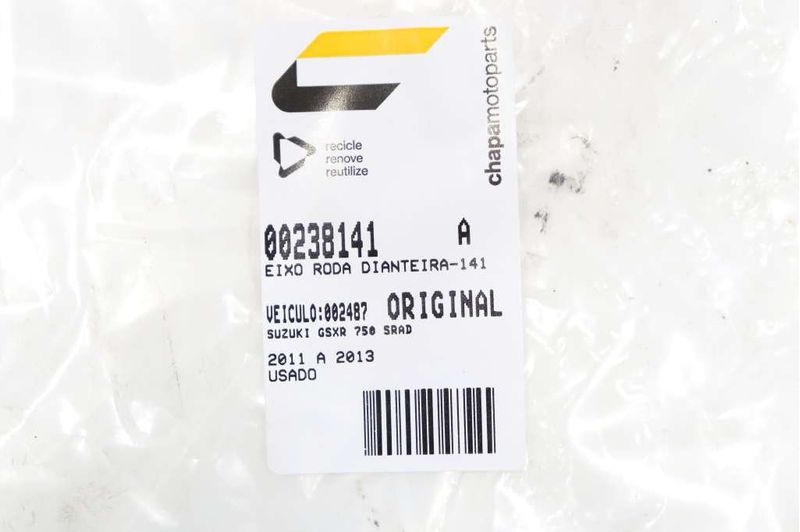 chapamotoparts
recicle
renove
reutilize
00238141 A
EIXO RODA DIANTEIRA-141
VEICULO:002487 ORIGINAL
SUZUKI GSXR 750 SRAD
2011 A 2013
USADO